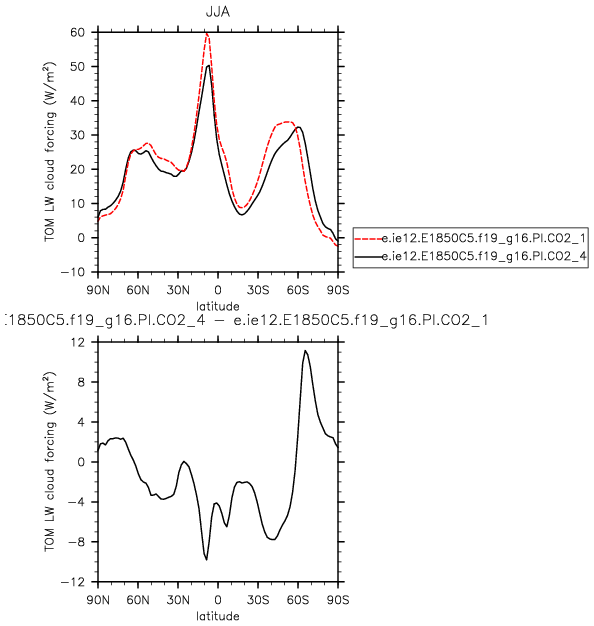 JJA
TOM LW cloud forcing (W/m²)
60
50
40
30
20
10
0
−10
90N 60N 30N 0 30S 60S 90S
latitude
e.ie12.E1850C5.f19_g16.PI.CO2_1
e.ie12.E1850C5.f19_g16.PI.CO2_4
:1850C5.f19_g16.PI.CO2_4 − e.ie12.E1850C5.f19_g16.PI.CO2_1
TOM LW cloud forcing (W/m²)
12
8
4
0
−4
−8
−12
90N 60N 30N 0 30S 60S 90S
latitude